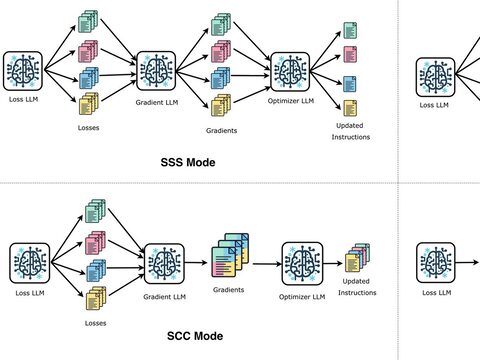 Loss LLM
Losses
Gradient LLM
Gradients
Optimizer LLM
Updated
Instructions
SSS Mode
Loss LLM
Loss LLM
Losses
Gradient LLM
Gradients
Optimizer LLM
Updated
Instructions
SCC Mode
Loss LLM